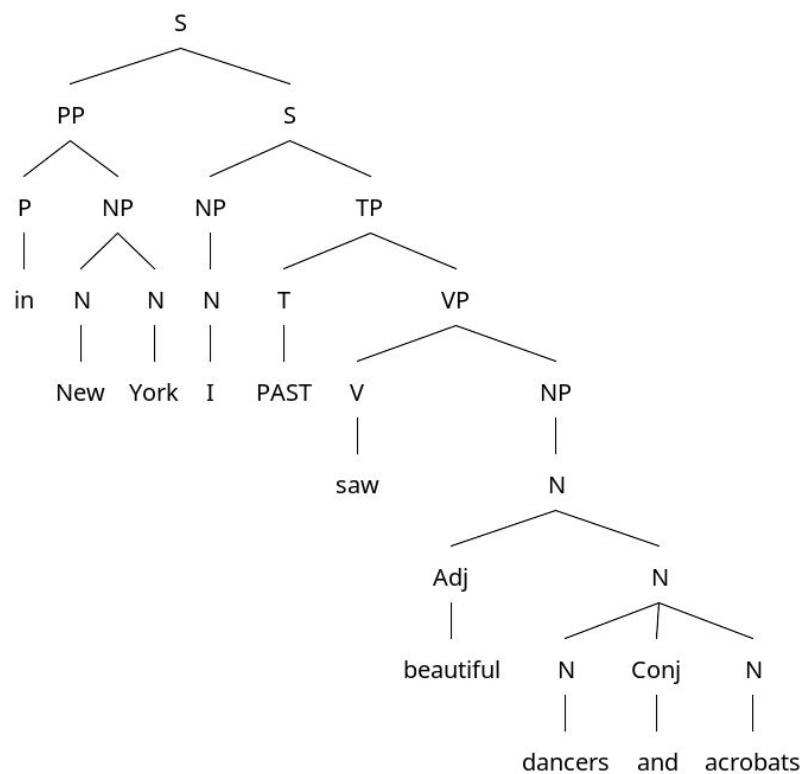 S
PP S
P NP NP TP
in N N N T VP
New York I PAST V NP
saw N
Adj N
beautiful N Conj N
dancers and acrobats